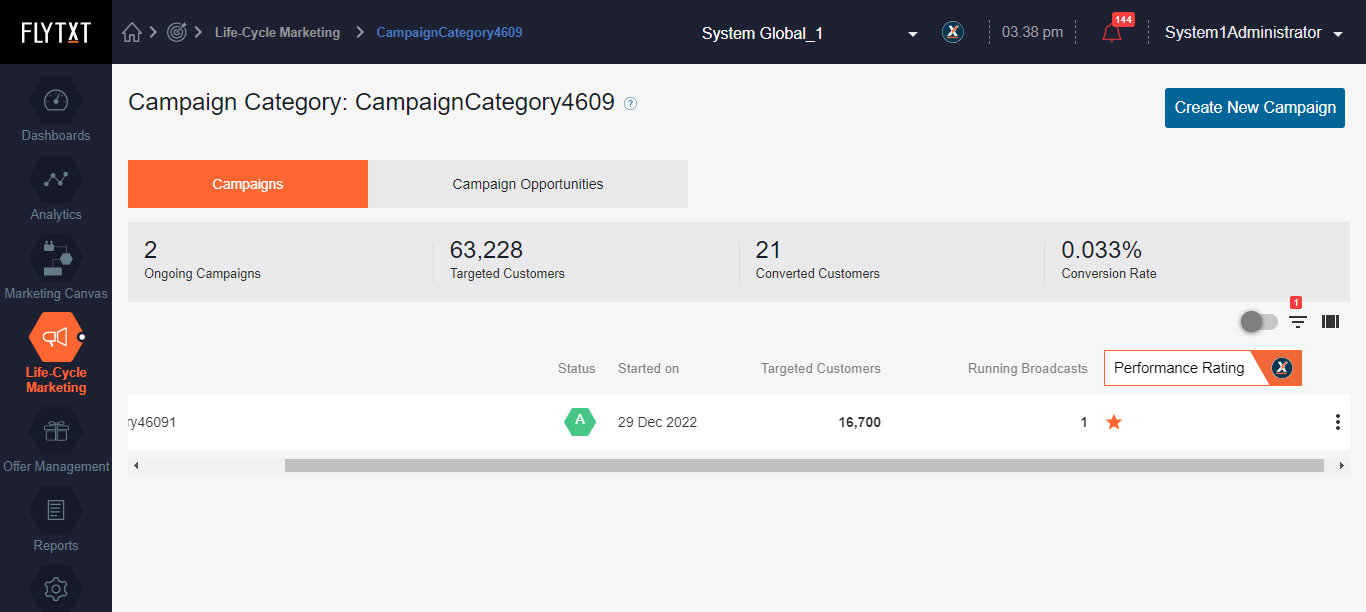 FLYTXT
Life-Cycle Marketing
CampaignCategory4609
System Global_1
X
03.38 pm
144
System1Administrator
Dashboards
Analytics
Marketing Canvas
Life-Cycle
Marketing
Offer Management
Reports
Campaign Category: CampaignCategory4609 ?
Create New Campaign
Campaigns
Campaign Opportunities
2
Ongoing Campaigns
63,228
Targeted Customers
21
Converted Customers
0.033%
Conversion Rate
1
Status
Started on
Targeted Customers
Running Broadcasts
Performance Rating
X
y46091
A
29 Dec 2022
16,700
1